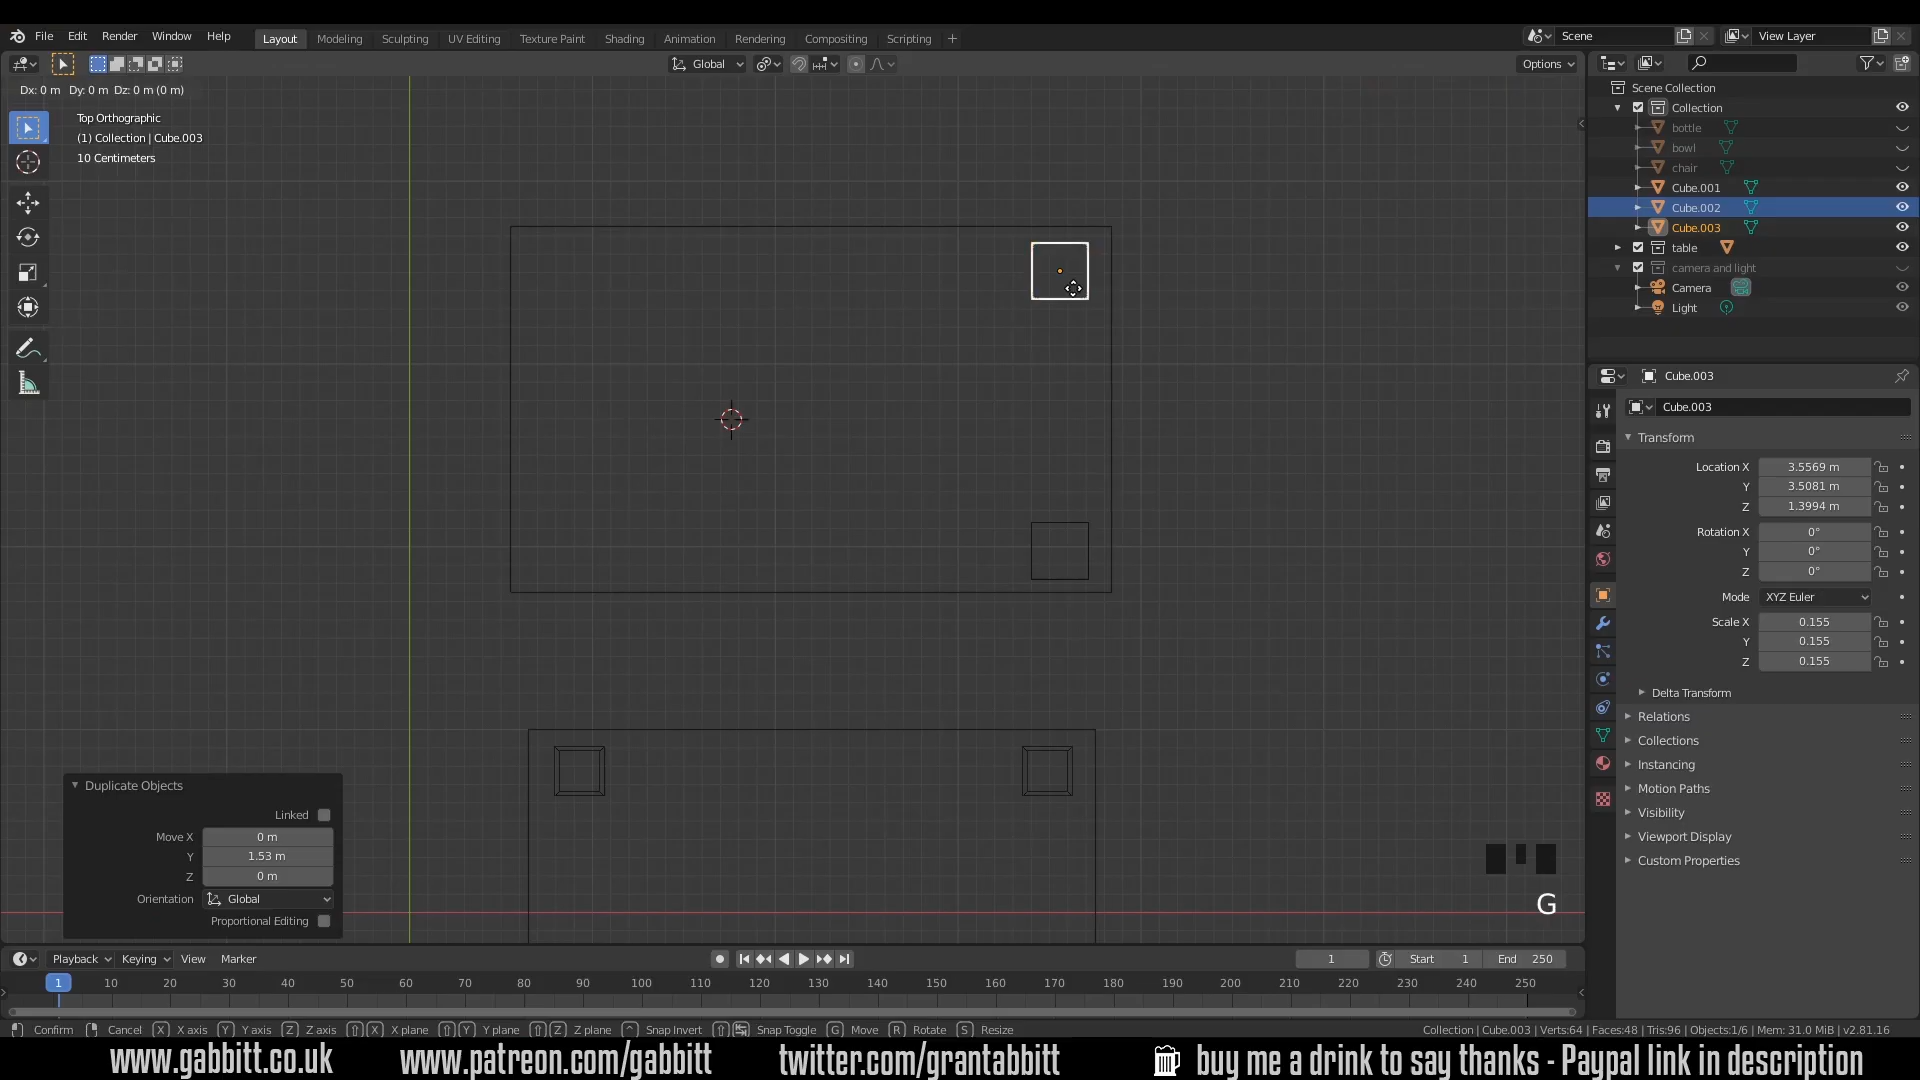 File Edit Render Window Help
Layout Modeling Sculpting UV Editing Texture Paint Shading Animation Rendering Compositing Scripting +
Scene
View Layer
Global
Options
Dx: 0 m Dy: 0 m Dz: 0 m (0 m)
Top Orthographic
(1) Collection | Cube.003
10 Centimeters
Scene Collection
Collection
bottle
bowl
chair
Cube.001
Cube.002
Cube.003
table
camera and light
Camera
Light
Cube.003
Cube.003
Transform
Location X 3.5569 m
Y 3.5081 m
Z 1.3994 m
Rotation X 0°
Y 0°
Z 0°
Mode XYZ Euler
Scale X 0.155
Y 0.155
Z 0.155
Delta Transform
Relations
Collections
Instancing
Motion Paths
Visibility
Viewport Display
Custom Properties
Duplicate Objects
Linked
Move X 0 m
Y 1.53 m
Z 0 m
Orientation Global
Proportional Editing
G
Playback Keying View Marker
1
Start 1
End 250
1 10 20 30 40 50 60 70 80 90 100 110 120 130 140 150 160 170 180 190 200 210 220 230 240 250
Confirm Cancel X X axis Y Y axis Z Z axis X X plane Y Y plane Z Z plane Snap Invert Snap Toggle G Move R Rotate S Resize
Collection | Cube.003 | Verts:64 | Faces:48 | Tris:96 | Objects:1/6 | Mem: 31.0 MiB | v2.81.16
www.gabbitt.co.uk www.patreon.com/gabbitt twitter.com/grantabbitt buy me a drink to say thanks - Paypal link in description